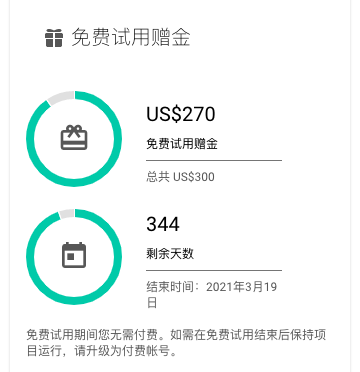 免费试用赠金
US$270
免费试用赠金
总共 US$300
344
剩余天数
结束时间：2021年3月19
日
免费试用期间您无需付费。如需在免费试用结束后保持项
目运行，请升级为付费帐号。